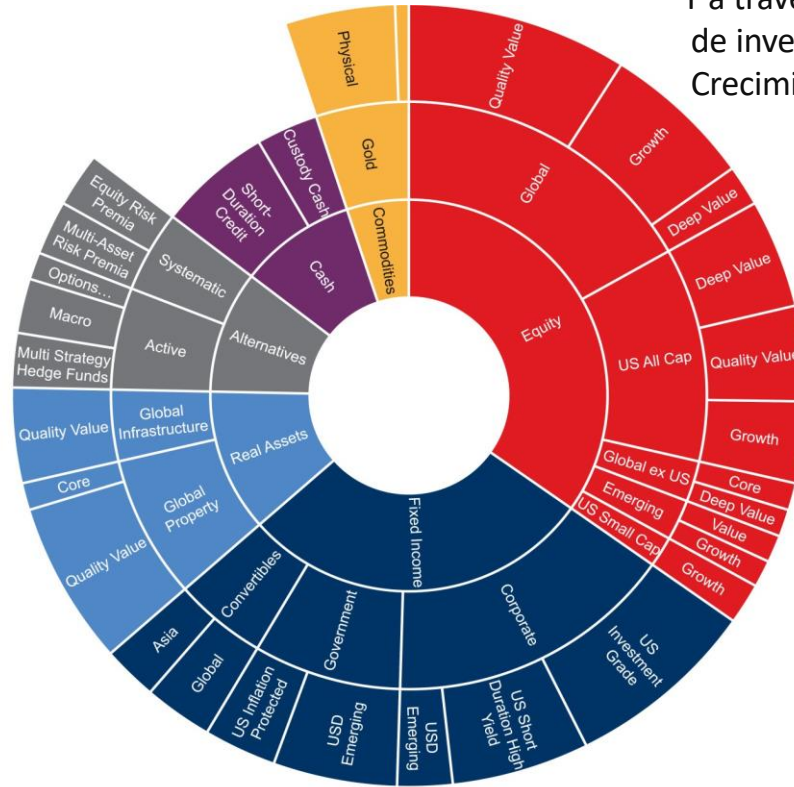 Y a travé
de inve
Crecimi
Equity
Global
Quality Value
Growth
Deep Value
US All Cap
Deep Value
Quality Value
Growth
Global ex US
Core
Deep Value
Emerging
Value
Growth
US Small Cap
Growth
Fixed Income
Corporate
US
Investment
Grade
US Short
Duration High
Yield
USD
Emerging
Government
USD
Emerging
US Inflation
Protected
Convertibles
Global
Asia
Real Assets
Global
Property
Quality Value
Core
Global
Infrastructure
Quality Value
Alternatives
Active
Multi Strategy
Hedge Funds
Macro
Options...
Systematic
Multi-Asset
Risk Premia
Equity Risk
Premia
Cash
Short-
Duration
Credit
Custody Cash
Commodities
Gold
Physical